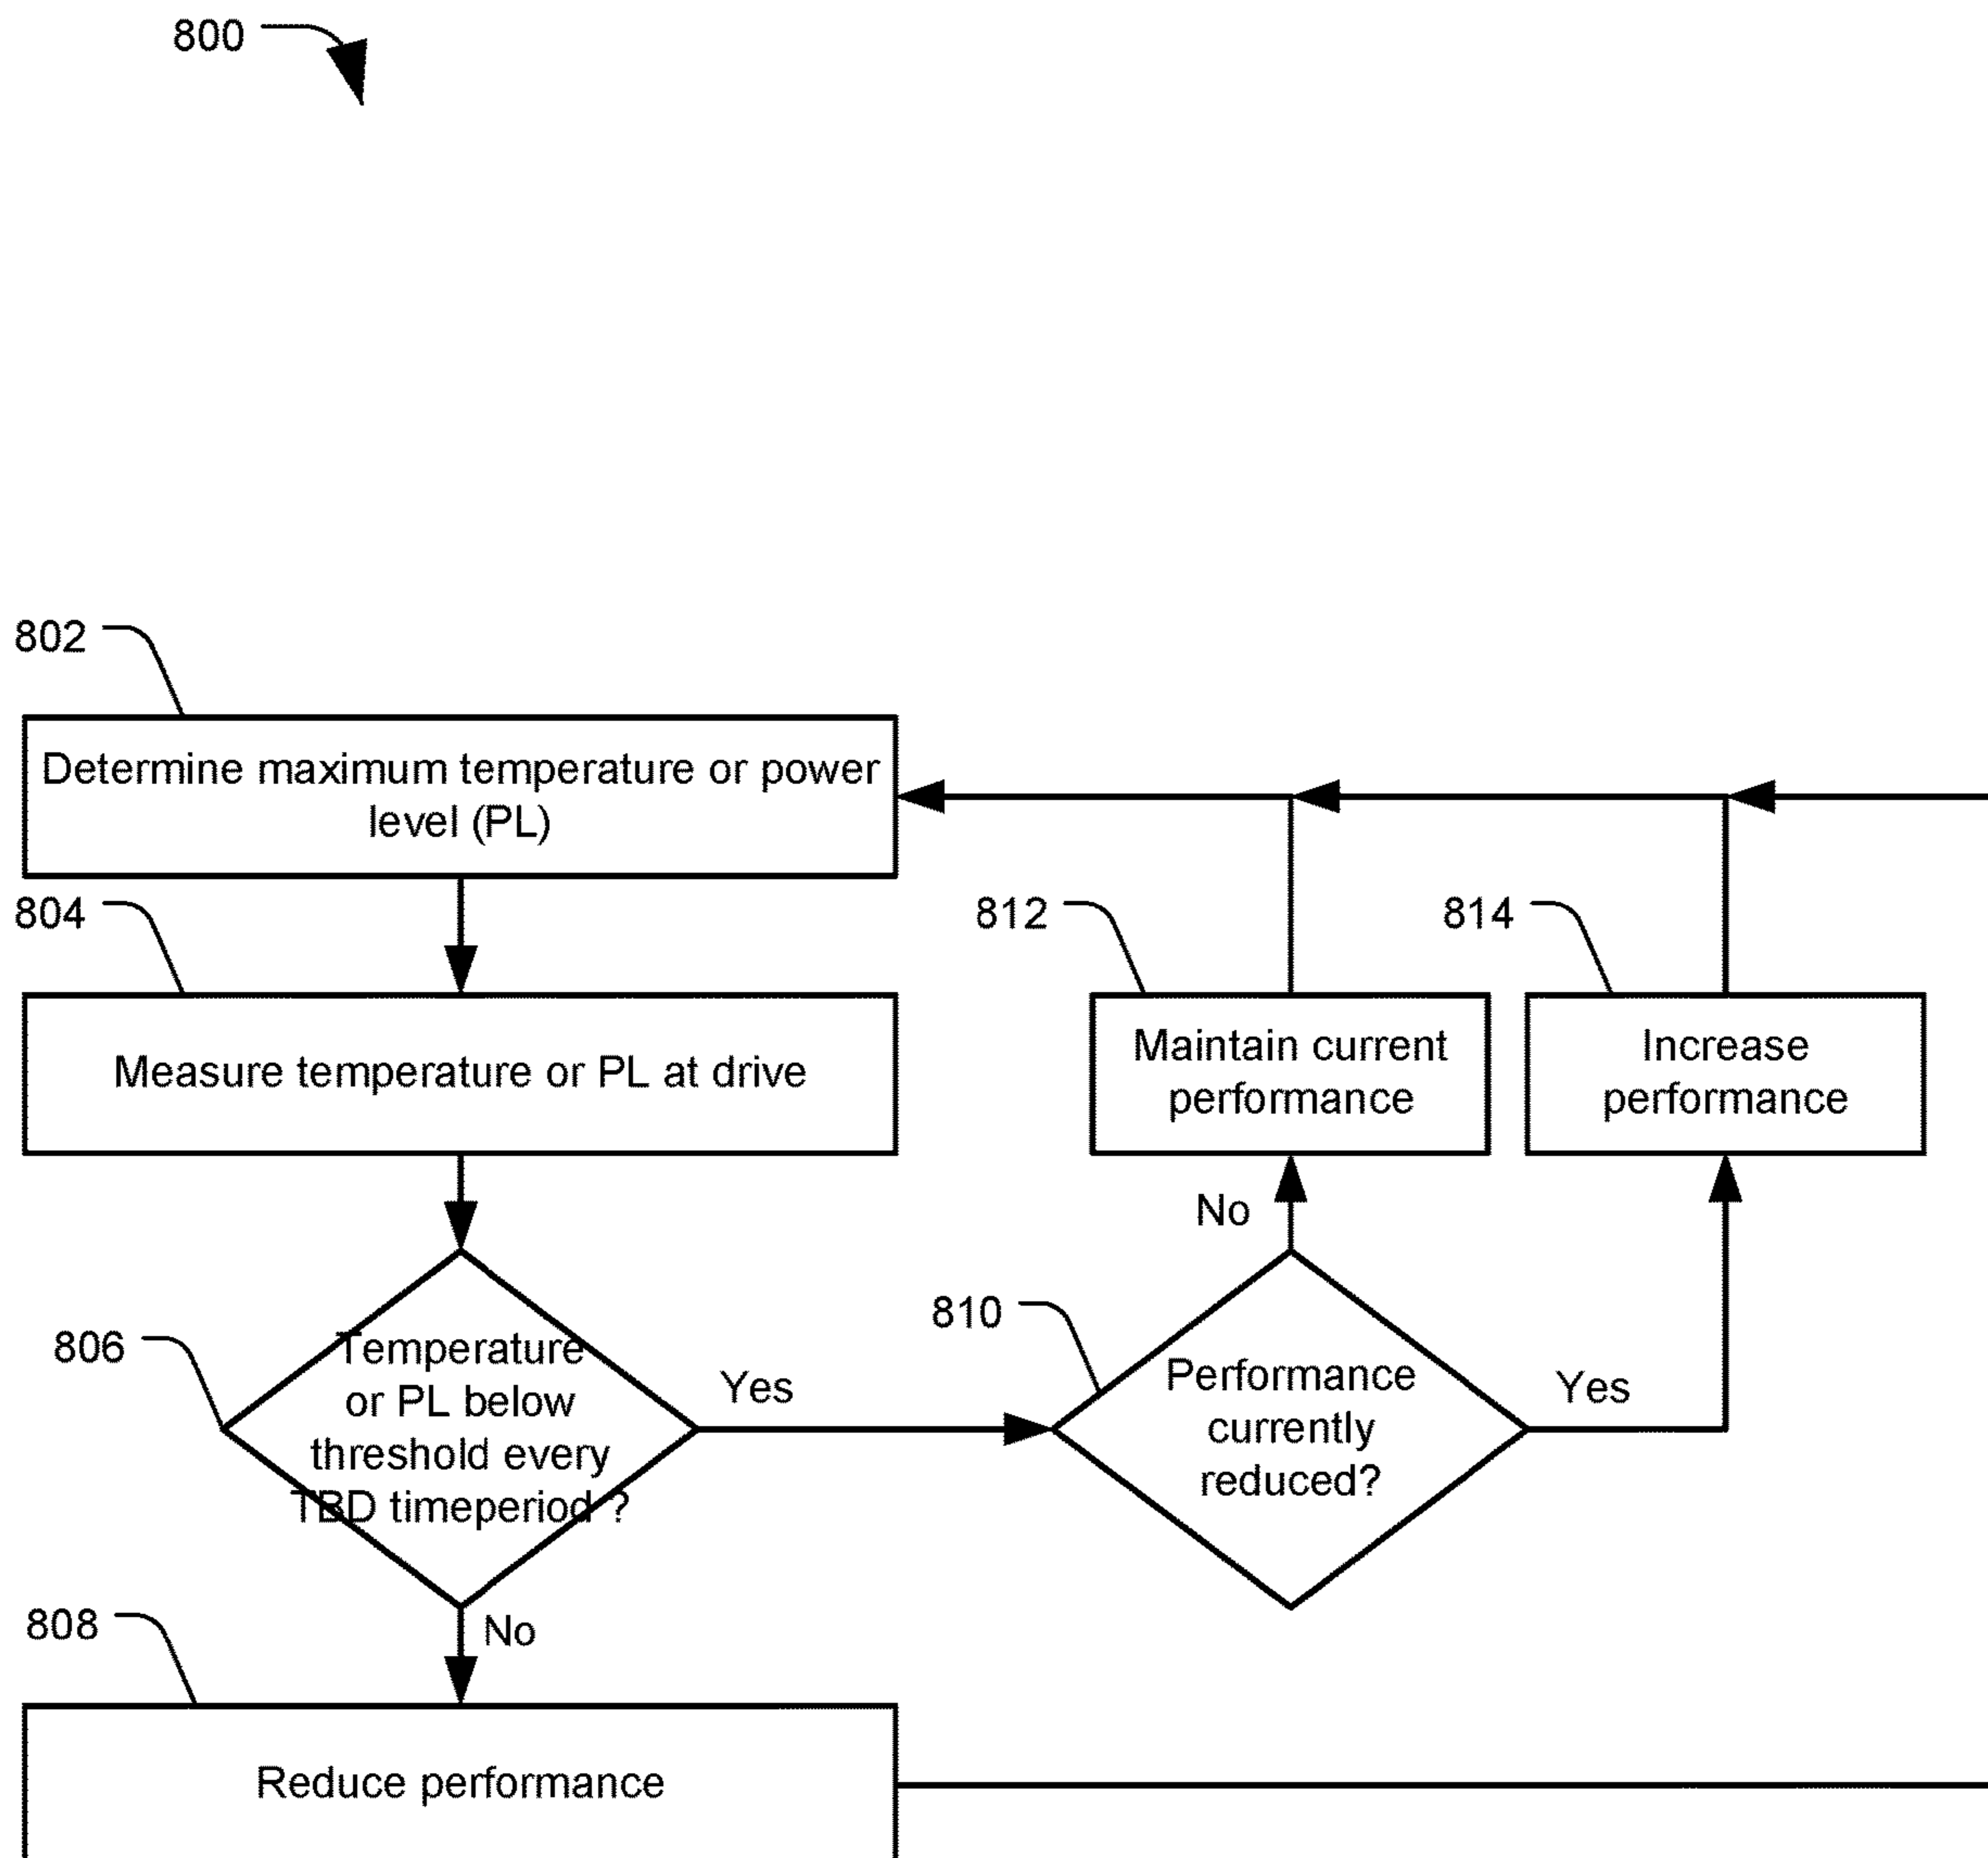 800
802
Determine maximum temperature or power
level (PL)
804
Measure temperature or PL at drive
812
Maintain current
performance
814
Increase
performance
806
Temperature
or PL below
threshold every
TBD timeperiod ?
Yes
No
810
Performance
currently
reduced?
No
Yes
808
Reduce performance